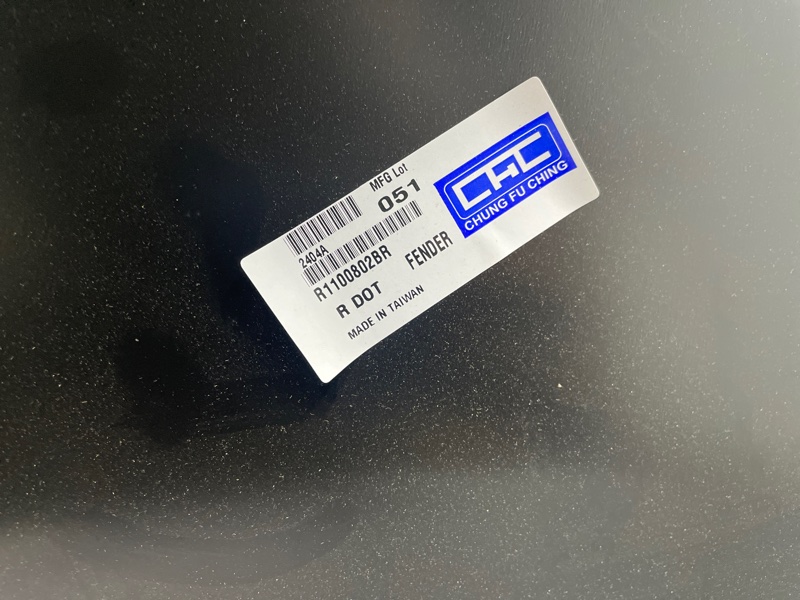 MFG Lot
051
2404A
R1100802BR
R DOT FENDER
MADE IN TAIWAN
CFC
CHUNG FU CHING